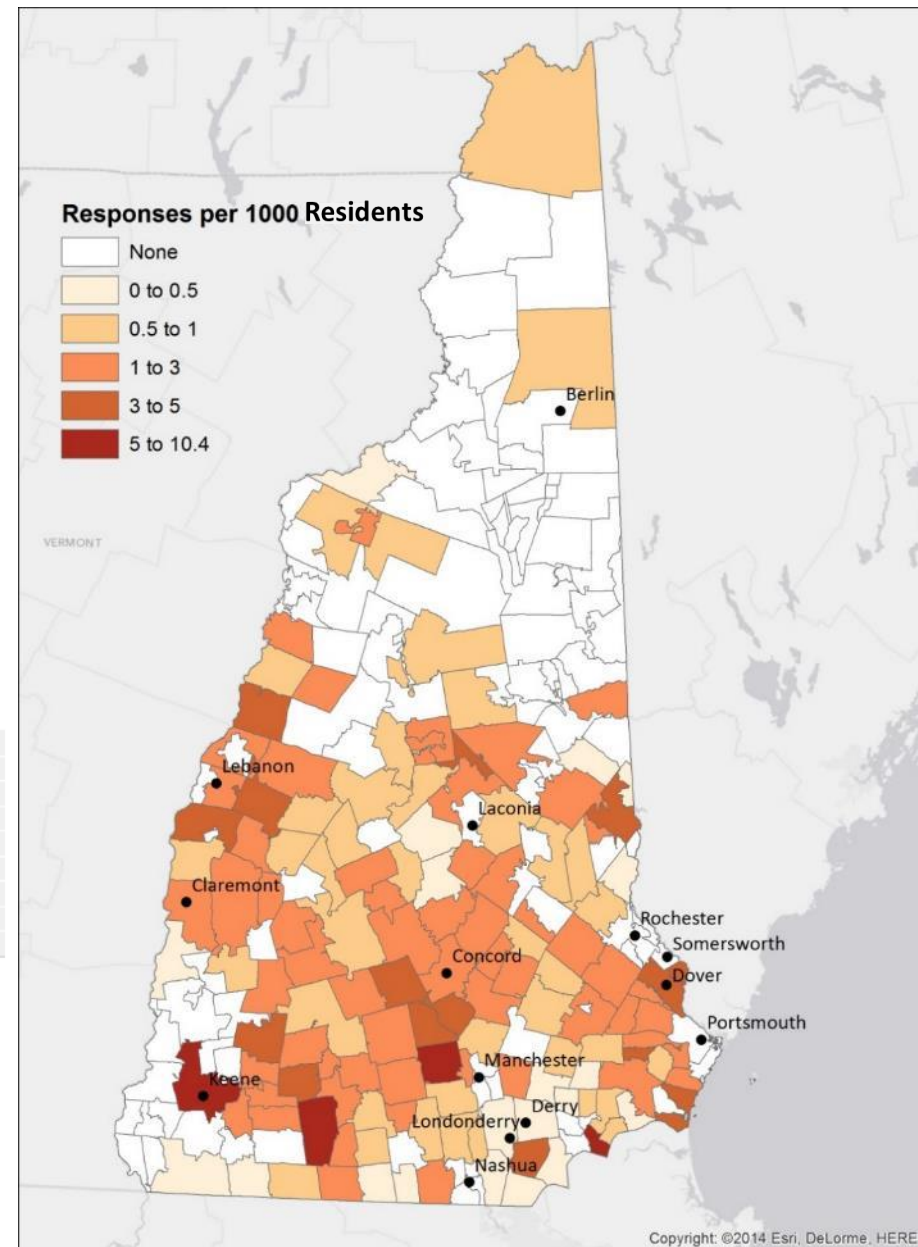 Responses per 1000 Residents
None
0 to 0.5
0.5 to 1
1 to 3
3 to 5
5 to 10.4
Berlin
VERMONT
Lebanon
Laconia
Claremont
Rochester
Somersworth
Concord
Dover
Portsmouth
Manchester
Keene
Derry
Londonderry
Nashua
Copyright: ©2014 Esri, DeLorme, HERE